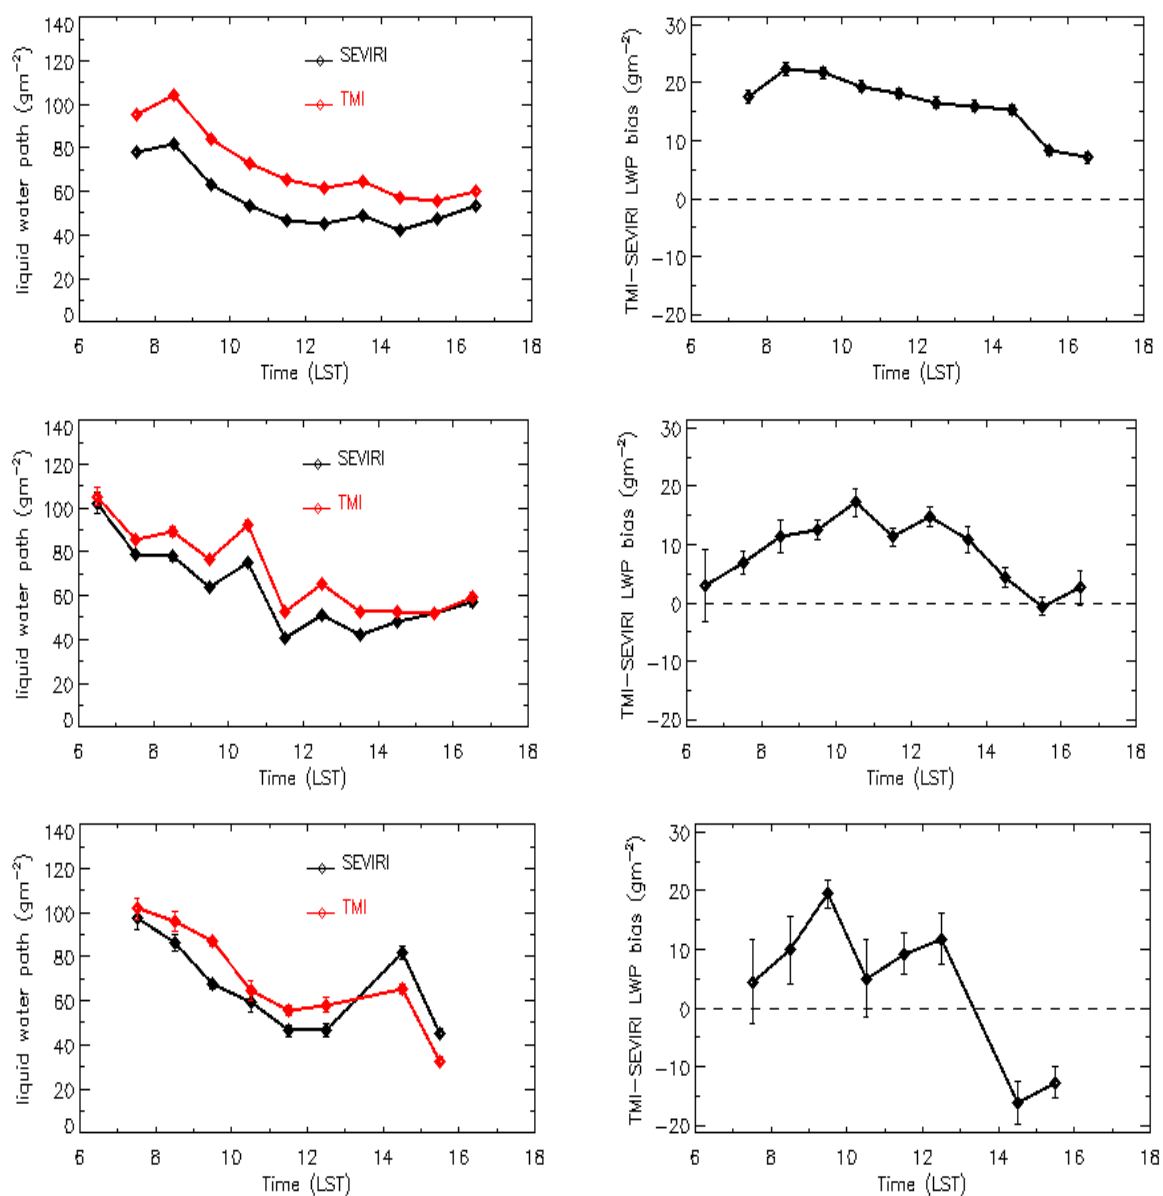 140
120
100
80
60
40
20
0
liquid water path (gm−2)
SEVIRI
TMI
6 8 10 12 14 16 18
Time (LST)
30
20
10
0
−10
−20
TMI−SEVIRI LWP bias (gm−2)
6 8 10 12 14 16 18
Time (LST)
140
120
100
80
60
40
20
0
liquid water path (gm−2)
SEVIRI
TMI
6 8 10 12 14 16 18
Time (LST)
30
20
10
0
−10
−20
TMI−SEVIRI LWP bias (gm−2)
6 8 10 12 14 16 18
Time (LST)
140
120
100
80
60
40
20
0
liquid water path (gm−2)
SEVIRI
TMI
6 8 10 12 14 16 18
Time (LST)
30
20
10
0
−10
−20
TMI−SEVIRI LWP bias (gm−2)
6 8 10 12 14 16 18
Time (LST)